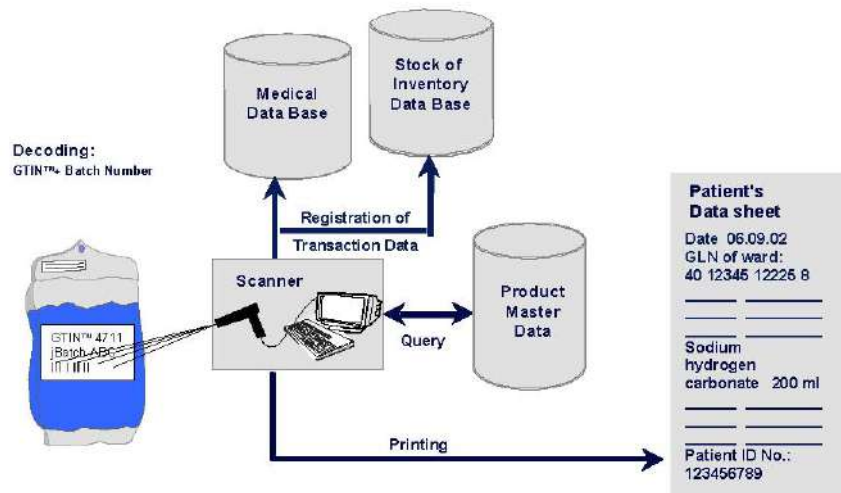 Medical
Data Base
Stock of
Inventory
Data Base
Decoding:
GTIN™+ Batch Number
Registration of
Transaction Data
Scanner
GTIN™ 4711
jBatch ABC
Query
Product
Master
Data
Printing
Patient's
Data sheet
Date 06.09.02
GLN of ward:
40 12345 12225 8
Sodium
hydrogen
carbonate 200 ml
Patient ID No.:
123456789